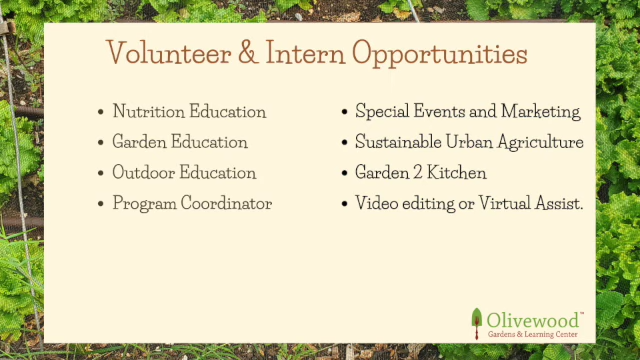 Volunteer & Intern Opportunities
• Nutrition Education
• Garden Education
• Outdoor Education
• Program Coordinator
• Special Events and Marketing
• Sustainable Urban Agriculture
• Garden 2 Kitchen
• Video editing or Virtual Assist.
Olivewood™
Gardens & Learning Center